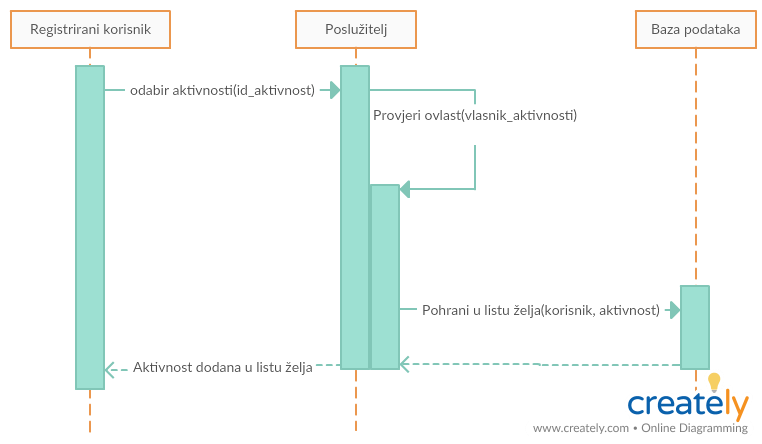 Registrirani korisnik
Poslužitelj
Baza podataka
odabir aktivnosti(id_aktivnost)
Provjeri ovlast(vlasnik_aktivnosti)
Pohrani u listu želja(korisnik, aktivnost)
Aktivnost dodana u listu želja
creately
www.creately.com • Online Diagramming